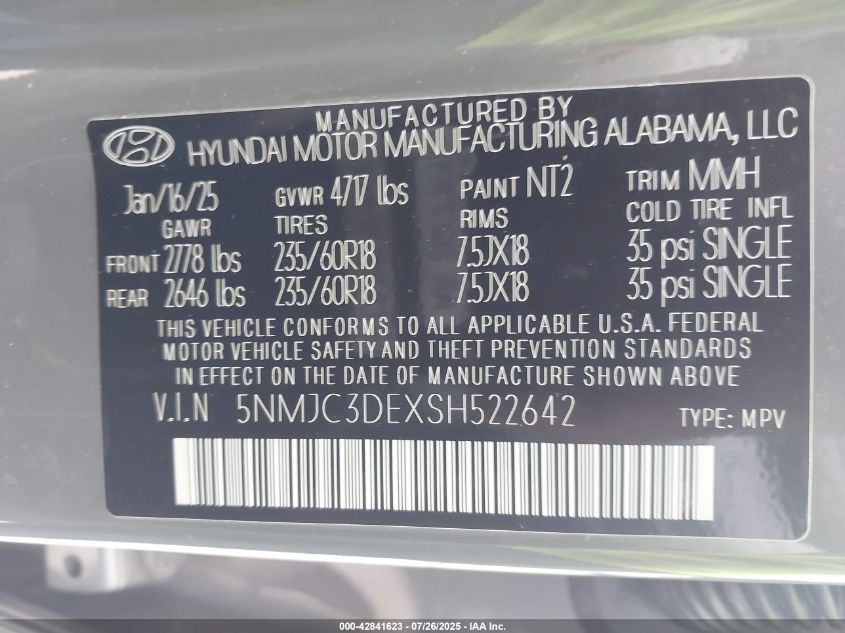 MANUFACTURED BY
HYUNDAI MOTOR MANUFACTURING ALABAMA, LLC
Jan/16/25 GVWR 4717 lbs PAINT NT2 TRIM MMH
GAWR TIRES RIMS COLD TIRE INFL
FRONT 2778 lbs 235/60R18 7.5JX18 35 psi SINGLE
REAR 2646 lbs 235/60R18 7.5JX18 35 psi SINGLE
THIS VEHICLE CONFORMS TO ALL APPLICABLE U.S.A. FEDERAL
MOTOR VEHICLE SAFETY AND THEFT PREVENTION STANDARDS
IN EFFECT ON THE DATE OF MANUFACTURE SHOWN ABOVE
V.I.N 5NMJC3DEXSH522642 TYPE: MPV
000-42841623 - 07/26/2025 - IAA Inc.